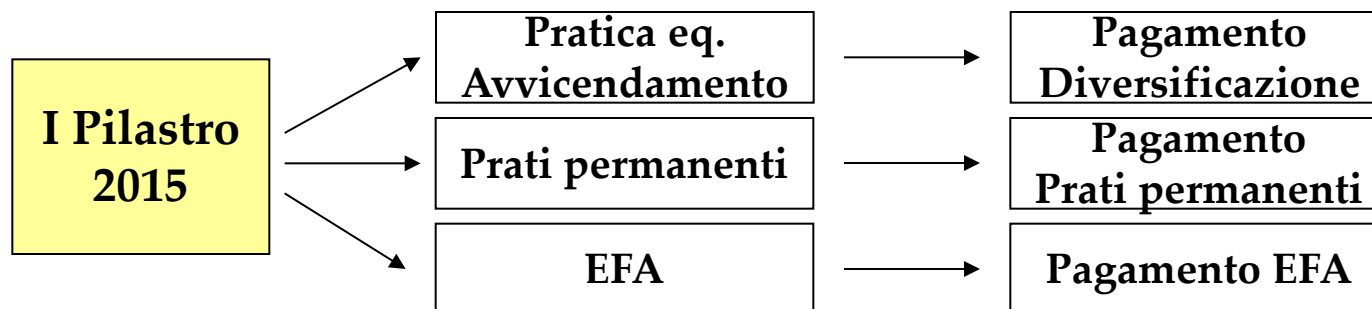 I Pilastro
2015
Pratica eq.
Avvicendamento
Pagamento
Diversificazione
Prati permanenti
Pagamento
Prati permanenti
EFA
Pagamento EFA